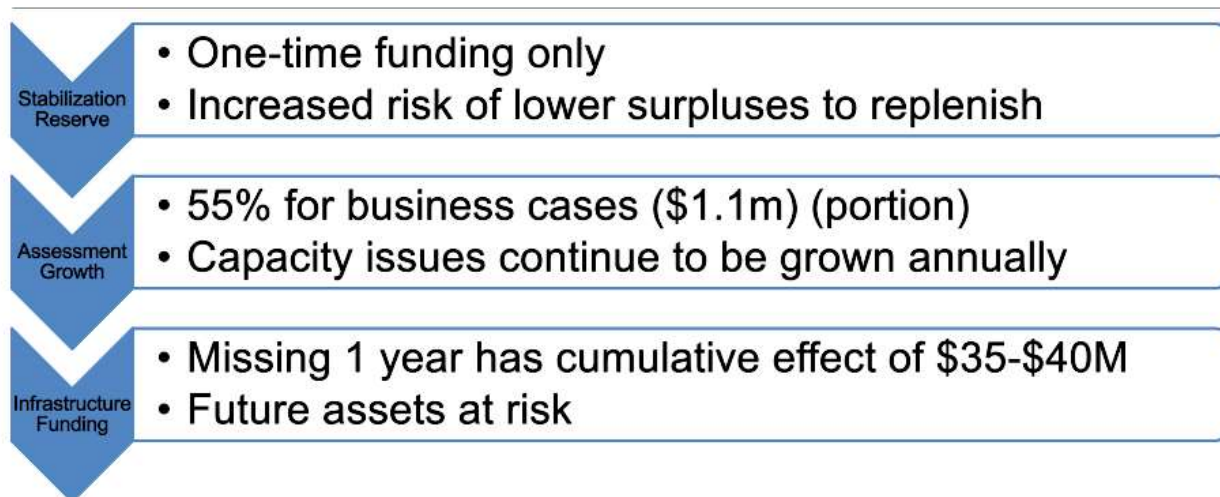 Stabilization
Reserve
• One-time funding only
• Increased risk of lower surpluses to replenish
Assessment
Growth
• 55% for business cases ($1.1m) (portion)
• Capacity issues continue to be grown annually
Infrastructure
Funding
• Missing 1 year has cumulative effect of $35-$40M
• Future assets at risk